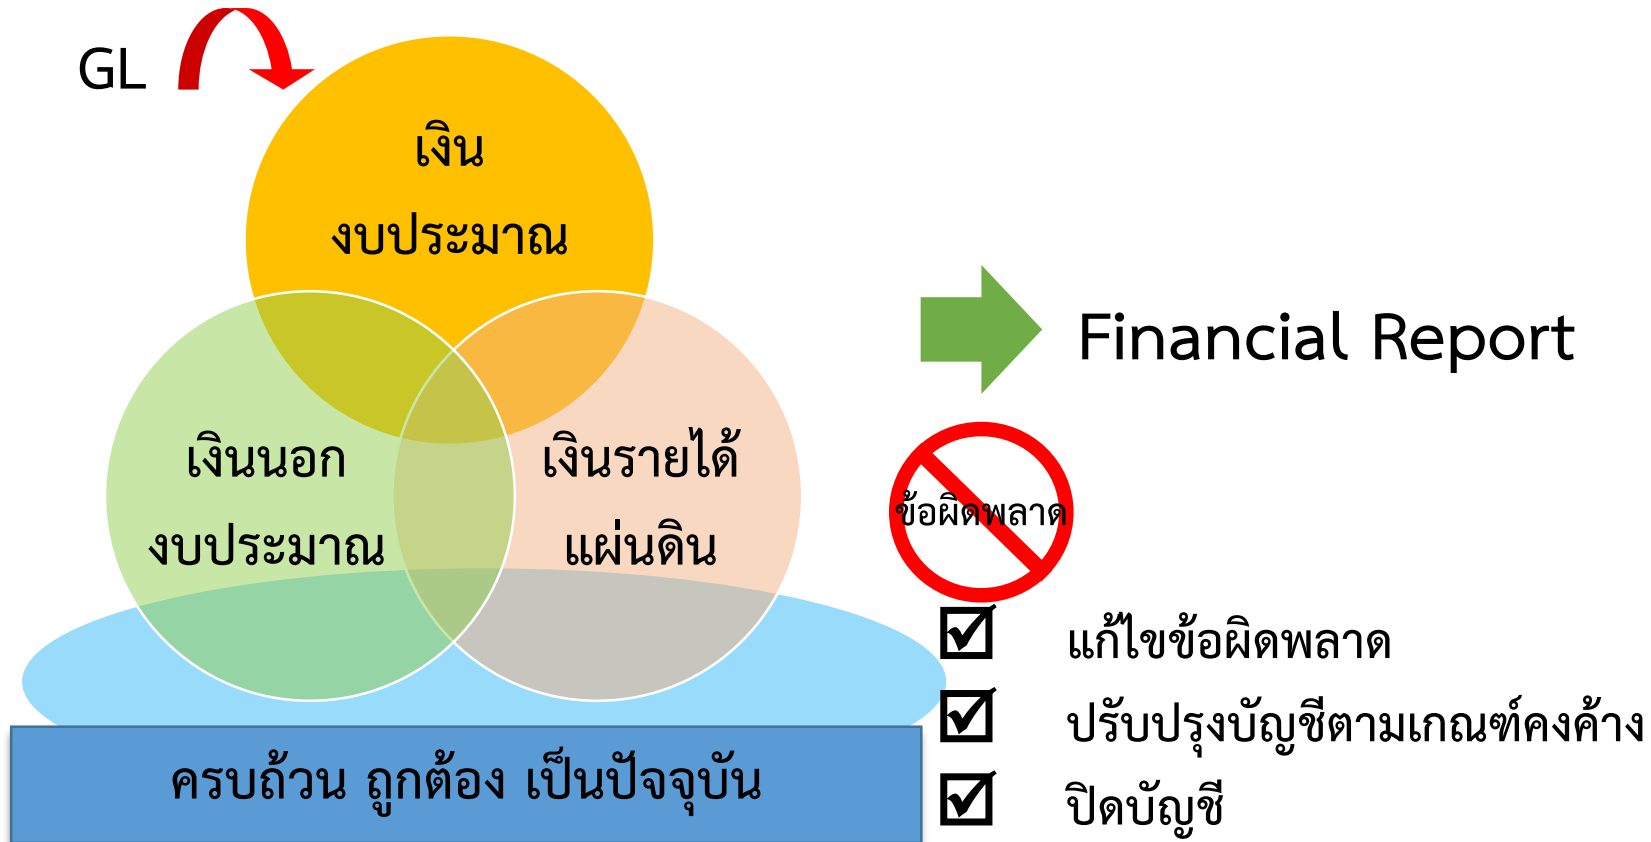 GL
เงิน
งบประมาณ
เงินนอก
งบประมาณ
เงินรายได้
แผ่นดิน
ครบถ้วน ถูกต้อง เป็นปัจจุบัน
Financial Report
ข้อผิดพลาด
แก้ไขข้อผิดพลาด
ปรับปรุงบัญชีตามเกณฑ์คงค้าง
ปิดบัญชี